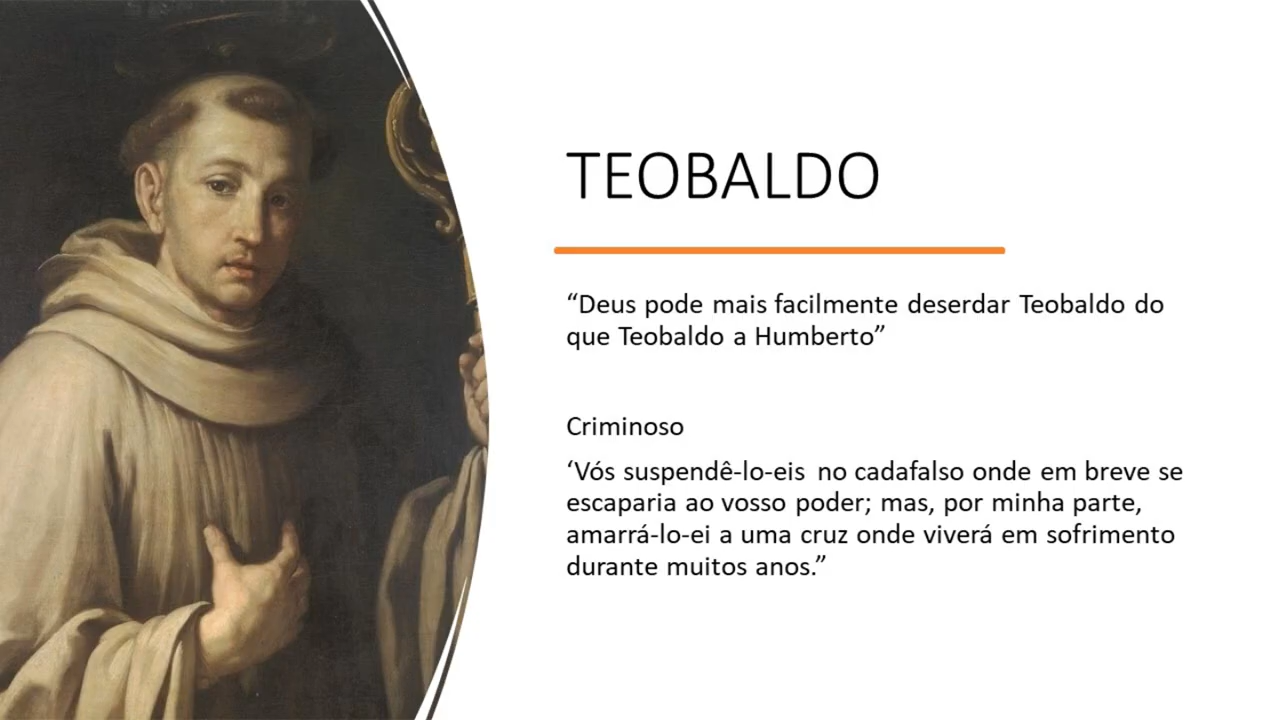 TEOBALDO
“Deus pode mais facilmente deserdar Teobaldo do
que Teobaldo a Humberto”
Criminoso
‘Vós suspendê-lo-eis no cadafalso onde em breve se
escaparia ao vosso poder; mas, por minha parte,
amarrá-lo-ei a uma cruz onde viverá em sofrimento
durante muitos anos.”